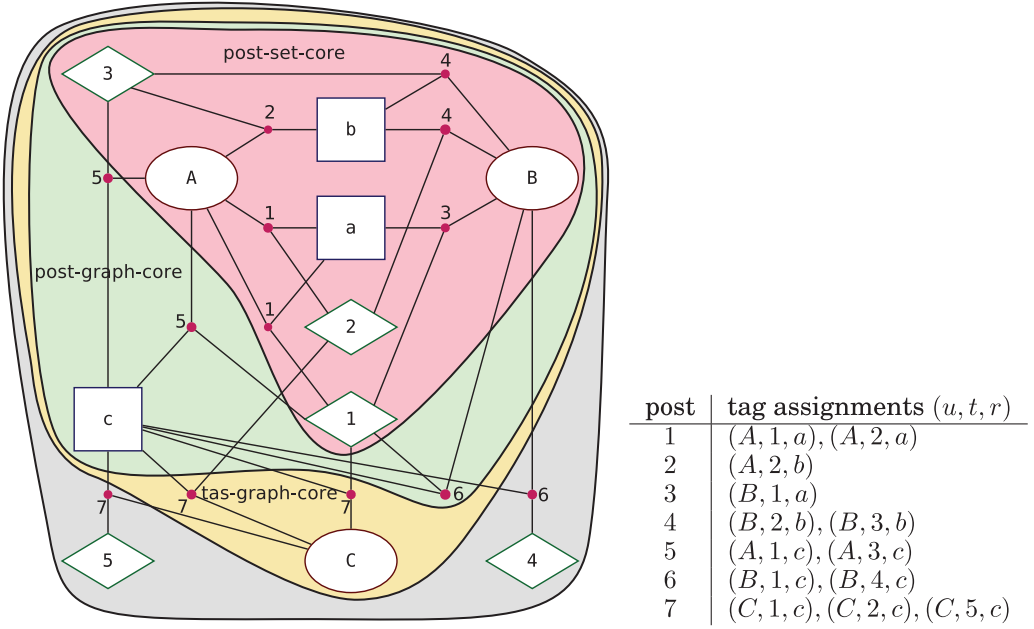 post-set-core
4
3
2
4
b
5
A
B
1
3
a
post-graph-core
1
5
2
c
1
7
7
tas-graph-core
7
6
6
5
C
4
post tag assignments (u, t, r)
1 (A, 1, a), (A, 2, a)
2 (A, 2, b)
3 (B, 1, a)
4 (B, 2, b), (B, 3, b)
5 (A, 1, c), (A, 3, c)
6 (B, 1, c), (B, 4, c)
7 (C, 1, c), (C, 2, c), (C, 5, c)